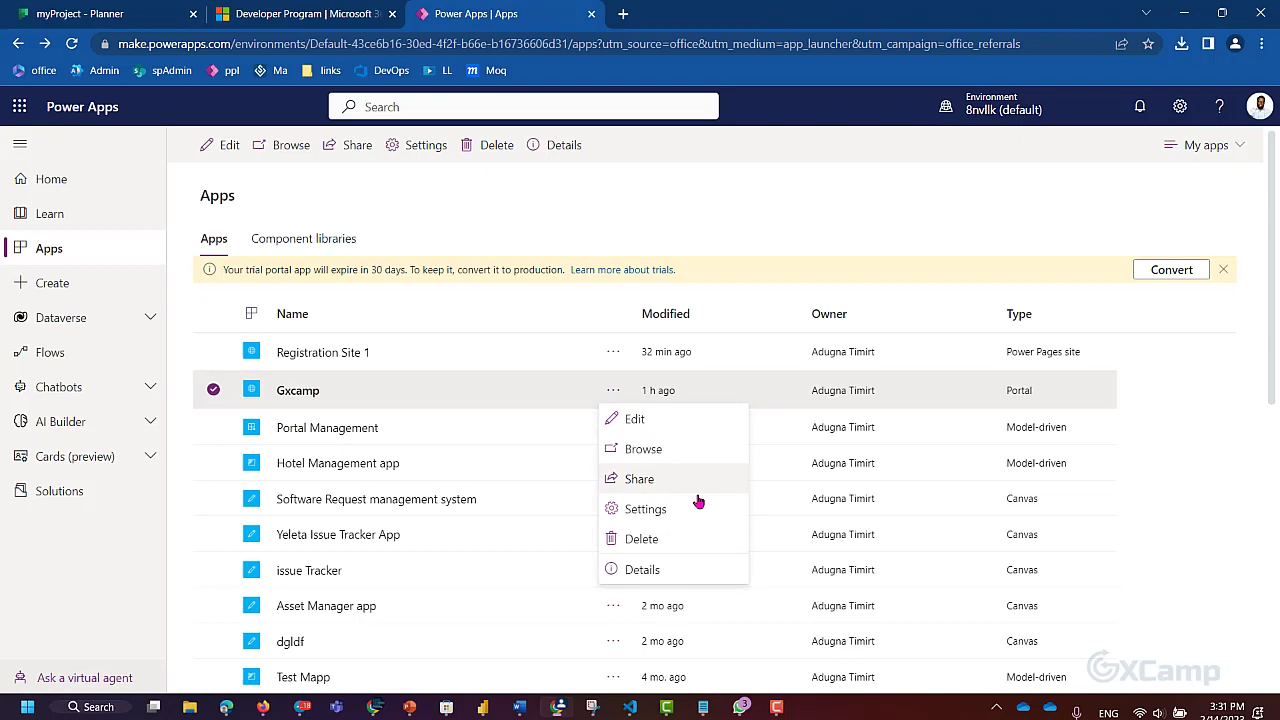 myProject - Planner
Developer Program | Microsoft 3
Power Apps | Apps
make.powerapps.com/environments/Default-43ce6b16-30ed-4f2f-b66e-b16736606d31/apps?utm_source=office&utm_medium=app_launcher&utm_campaign=office_referrals
office Admin spAdmin ppl Ma links DevOps LL Moq
Power Apps
Search
Environment
8nvllk (default)
Edit Browse Share Settings Delete Details
My apps
Home
Learn
Apps
Create
Dataverse
Flows
Chatbots
AI Builder
Cards (preview)
Solutions
Ask a virtual agent
Apps
Apps Component libraries
Your trial portal app will expire in 30 days. To keep it, convert it to production. Learn more about trials.
Convert
Name Modified Owner Type
Registration Site 1 ... 32 min ago Adugna Timirt Power Pages site
Gxcamp ... 1 h ago Adugna Timirt Portal
Portal Management Adugna Timirt Model-driven
Hotel Management app Adugna Timirt Model-driven
Software Request management system Adugna Timirt Canvas
Yeleta Issue Tracker App Adugna Timirt Canvas
issue Tracker Adugna Timirt Canvas
Asset Manager app ... 2 mo ago Adugna Timirt Canvas
dgldf ... 2 mo ago Adugna Timirt Canvas
Test Mapp ... 4 mo. ago Adugna Timirt Canvas
Edit
Browse
Share
Settings
Delete
Details
GXCamp
Search
ENG
3:31 PM